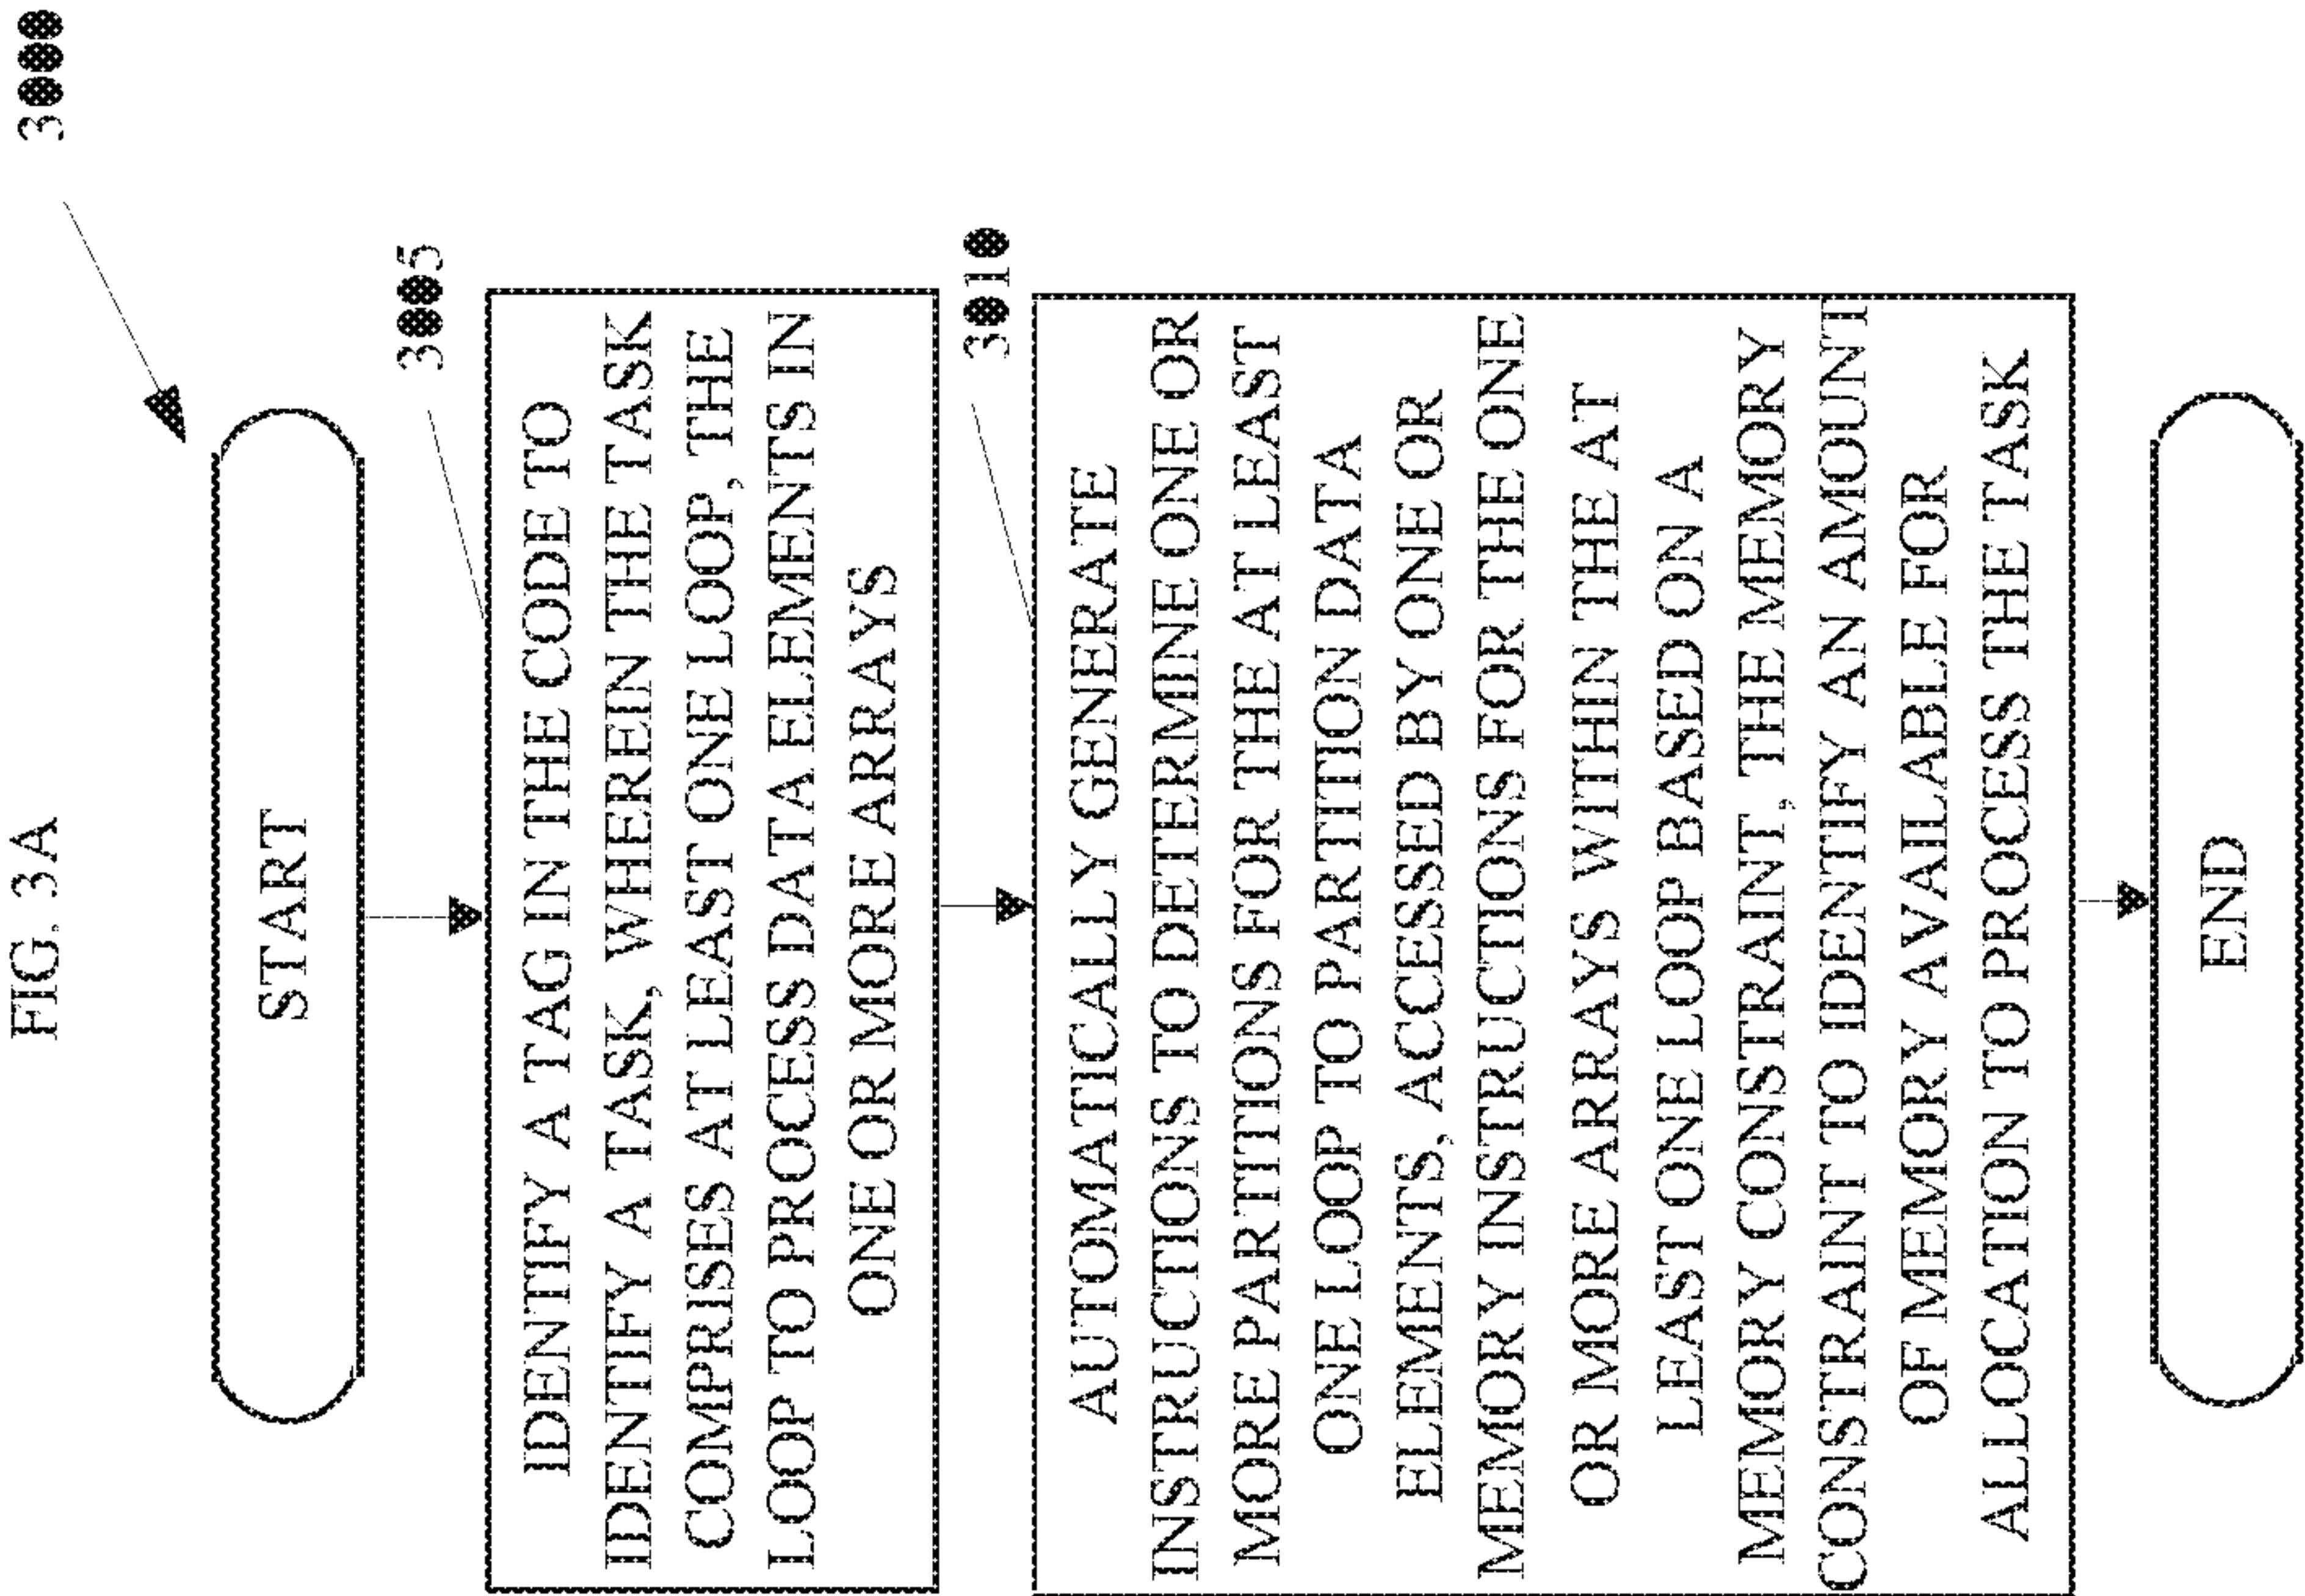 FIG. 3A
3000
START
3005
IDENTIFY A TAG IN THE CODE TO
IDENTIFY A TASK, WHEREIN THE TASK
COMPRISES AT LEAST ONE LOOP, THE
LOOP TO PROCESS DATA ELEMENTS IN
ONE OR MORE ARRAYS
3010
AUTOMATICALLY GENERATE
INSTRUCTIONS TO DETERMINE ONE OR
MORE PARTITIONS FOR THE AT LEAST
ONE LOOP TO PARTITION DATA
ELEMENTS, ACCESSED BY ONE OR
MEMORY INSTRUCTIONS FOR THE ONE
OR MORE ARRAYS WITHIN THE AT
LEAST ONE LOOP BASED ON A
MEMORY CONSTRAINT, THE MEMORY
CONSTRAINT TO IDENTIFY AN AMOUNT
OF MEMORY AVAILABLE FOR
ALLOCATION TO PROCESS THE TASK
END